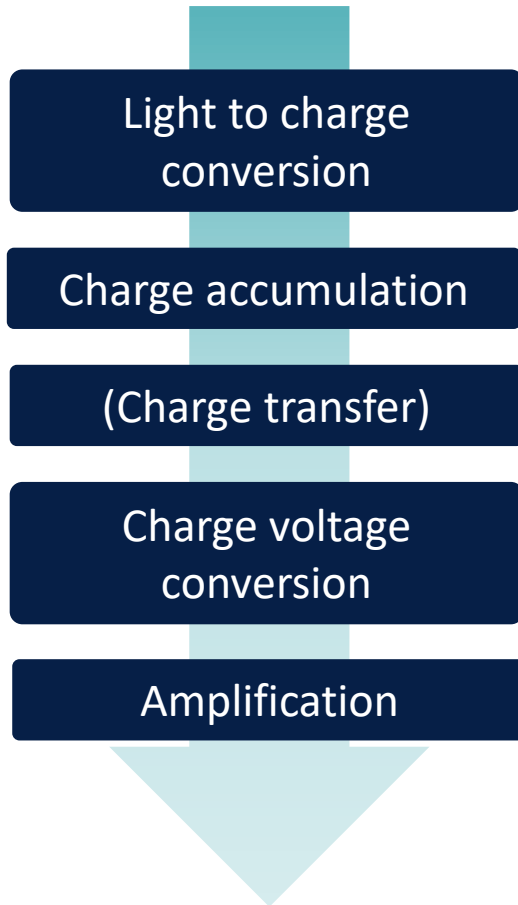 Light to charge
conversion
Charge accumulation
(Charge transfer)
Charge voltage
conversion
Amplification